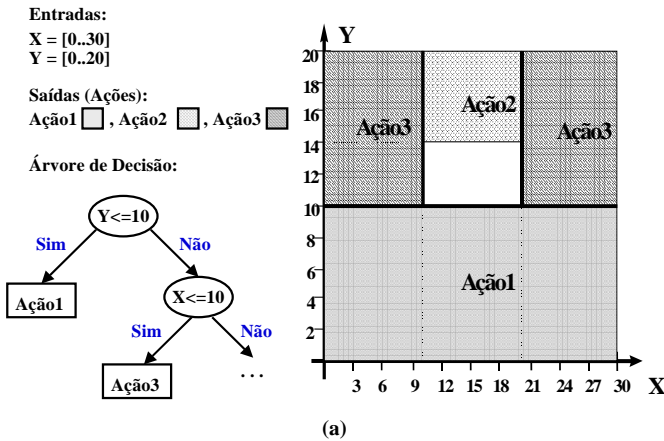 Entradas:
X = [0..30]
Y = [0..20]
Saídas (Ações):
Ação1 , Ação2 , Ação3
Árvore de Decisão:
Y<=10
Sim Não
Ação1
X<=10
Sim Não
Ação3
...
Y
20
18
16
14
12
10
8
6
4
2
Ação3
Ação2
Ação3
Ação1
3 6 9 12 15 18 21 24 27 30
X
(a)